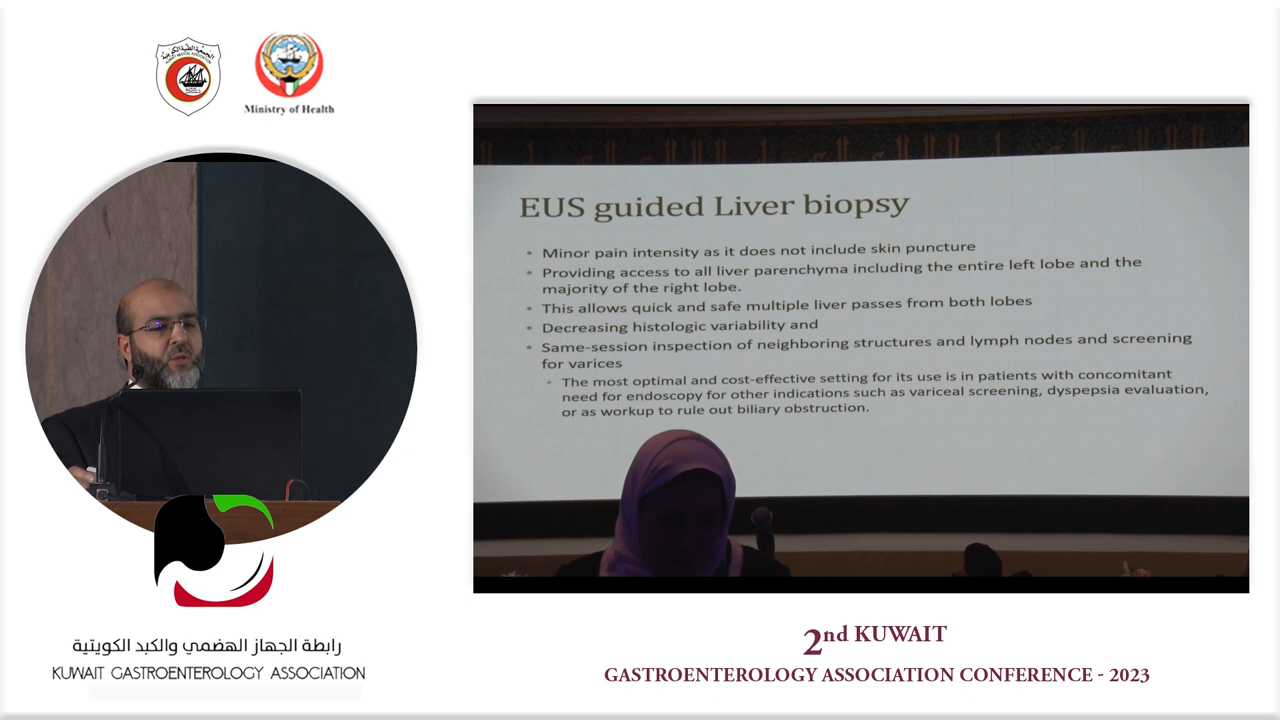 الجمعية الطبية الكويتية
Ministry of Health
EUS guided Liver biopsy
• Minor pain intensity as it does not include skin puncture
• Providing access to all liver parenchyma including the entire left lobe and the
majority of the right lobe.
• This allows quick and safe multiple liver passes from both lobes
• Decreasing histologic variability and
• Same-session inspection of neighboring structures and lymph nodes and screening
for varices
• The most optimal and cost-effective setting for its use is in patients with concomitant
need for endoscopy for other indications such as variceal screening, dyspepsia evaluation,
or as workup to rule out biliary obstruction.
رابطة الجهاز الهضمي والكبد الكويتية
KUWAIT GASTROENTEROLOGY ASSOCIATION
2nd KUWAIT
GASTROENTEROLOGY ASSOCIATION CONFERENCE - 2023